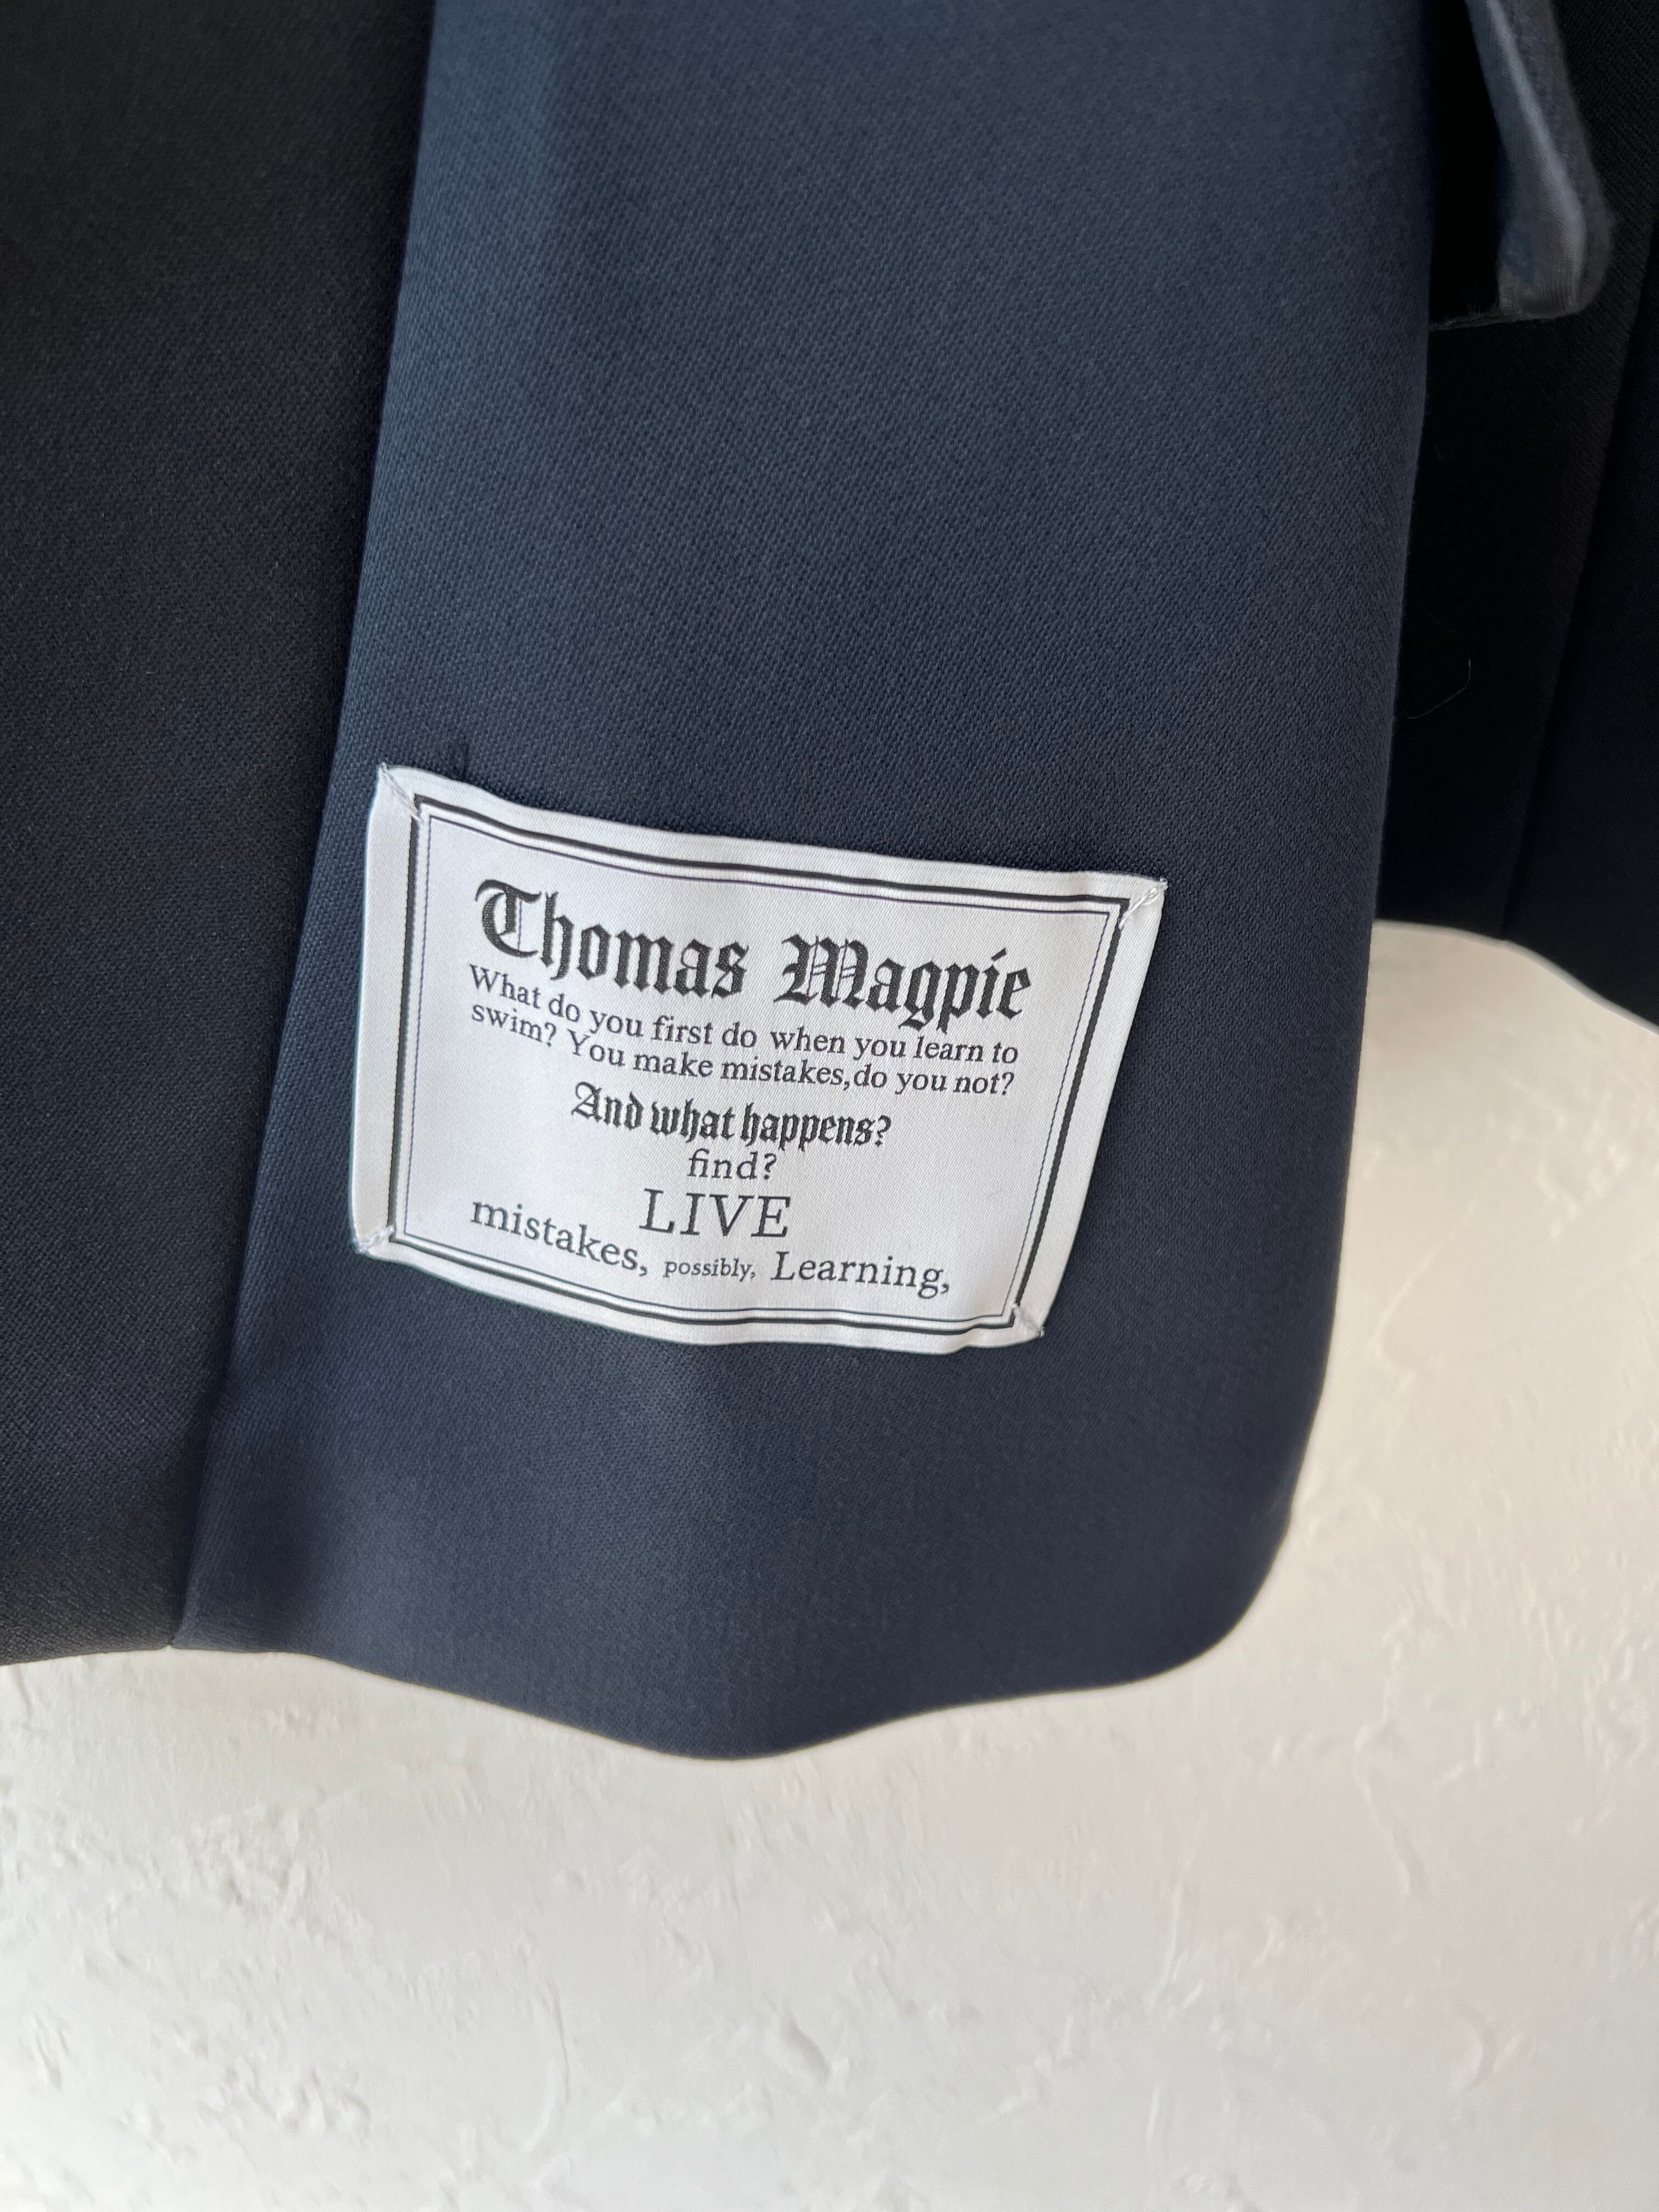 Thomas Magpie
What do you first do when you learn to
swim? You make mistakes,do you not?
And what happens?
find?
LIVE
mistakes, possibly, Learning,